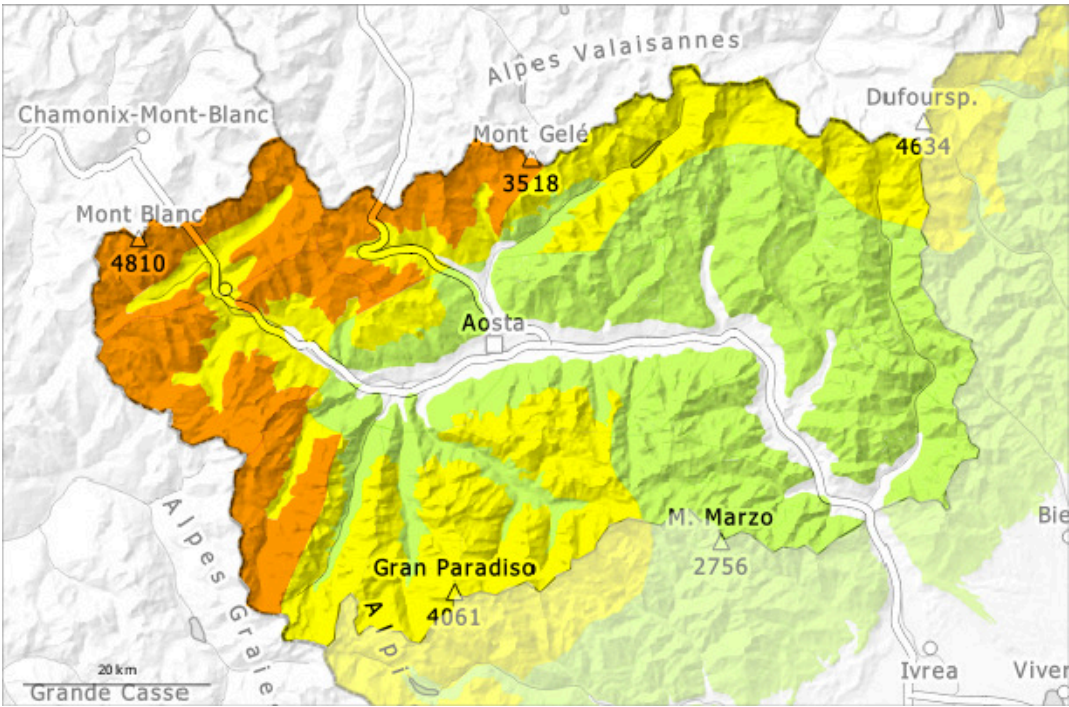 Alpes Valaisannes
Chamonix-Mont-Blanc
Dufoursp.
4634
Mont Gelé
3518
Mont Blanc
4810
Aosta
Alpes Graie
M. Marzo
2756
Bie
Gran Paradiso
4061
Alpi
20 km
Grande Casse
Ivrea
Viver